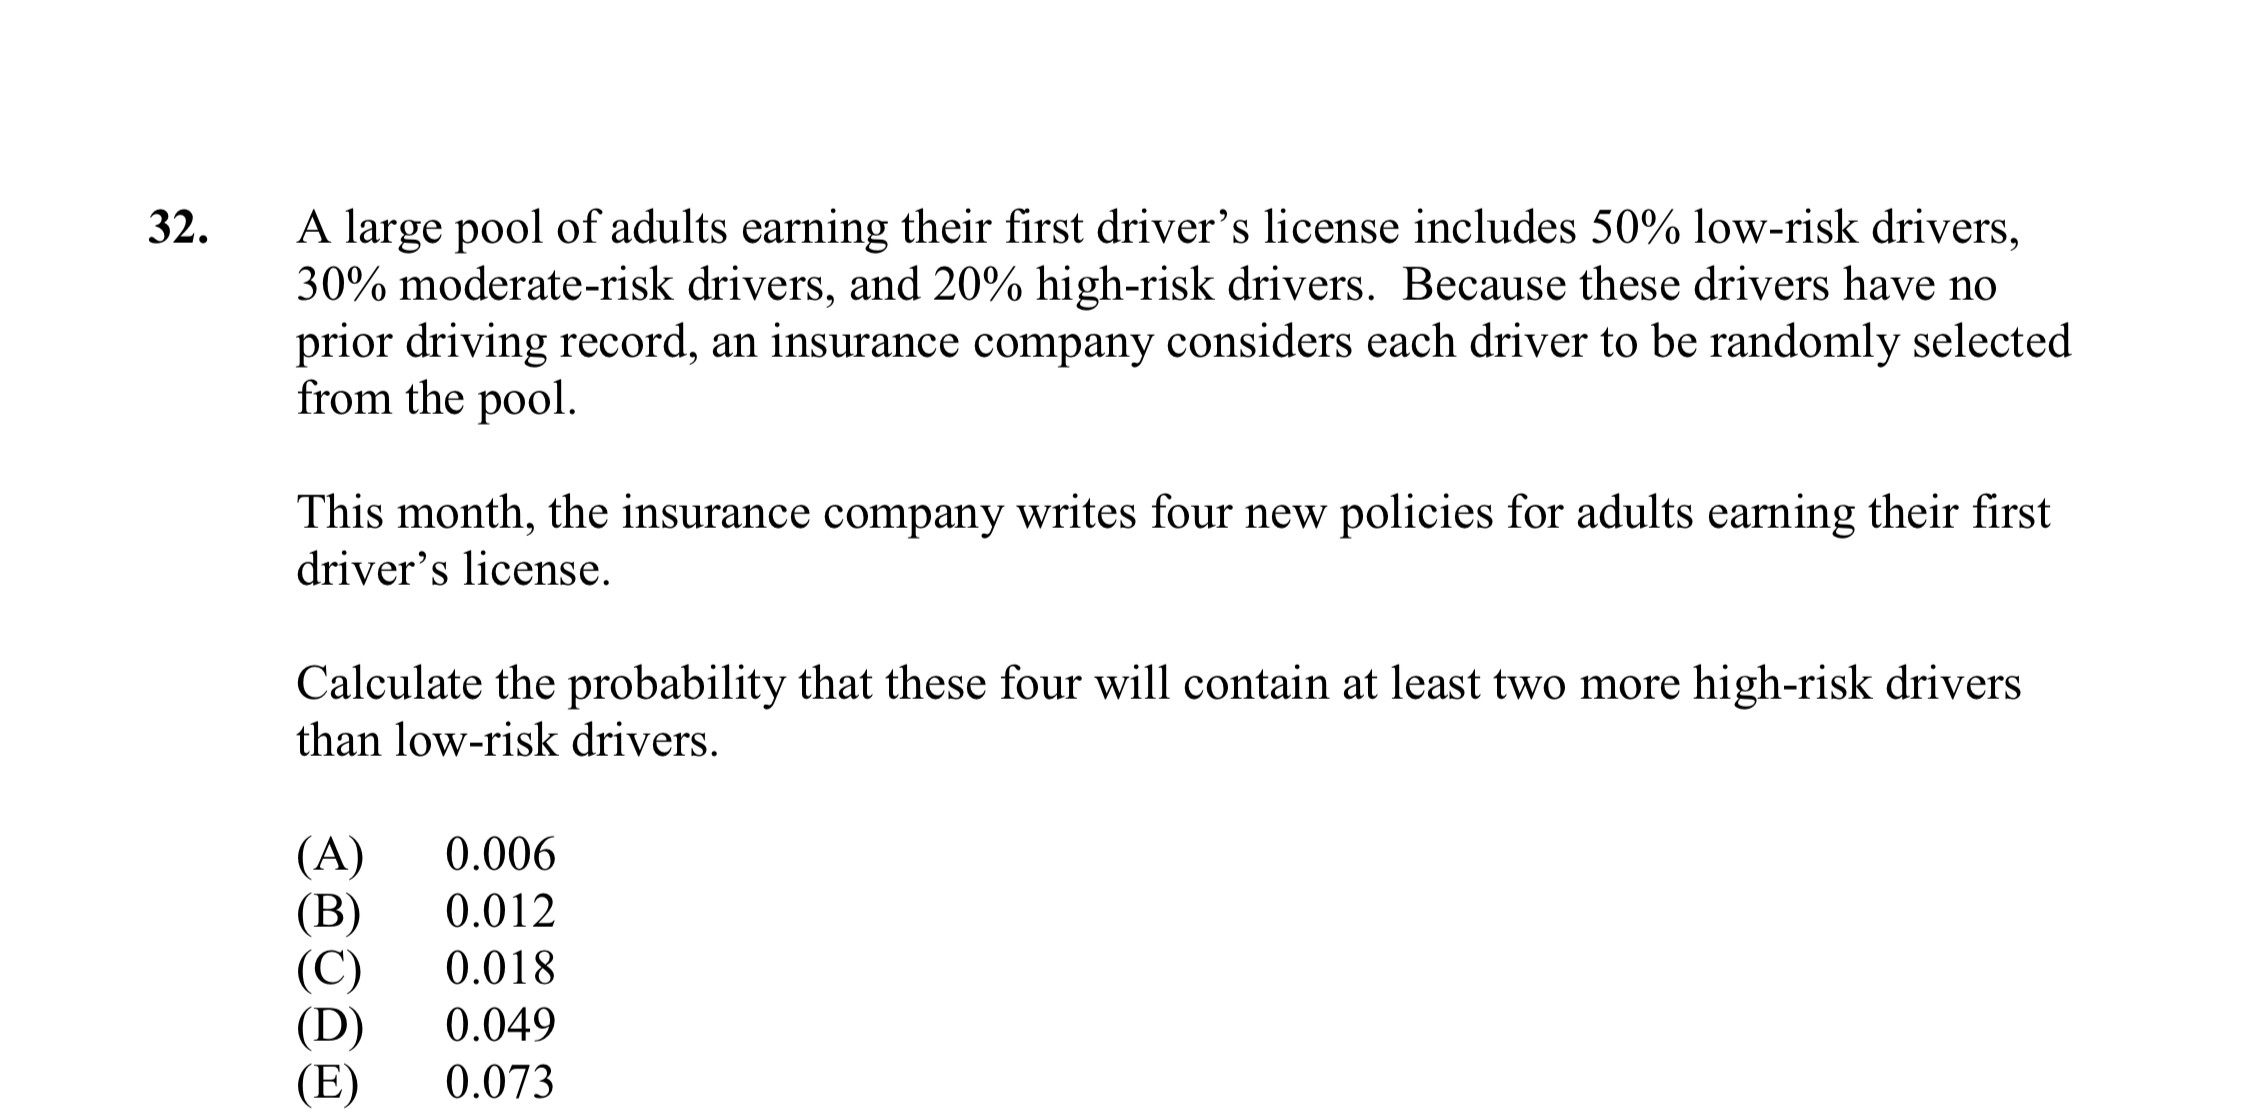 32. A large pool of adults earning their first driver’s license includes 50% low-risk drivers,
30% moderate-risk drivers, and 20% high-risk drivers. Because these drivers have no
prior driving record, an insurance company considers each driver to be randomly selected
from the pool.
This month, the insurance company writes four new policies for adults earning their first
driver’s license.
Calculate the probability that these four will contain at least two more high-risk drivers
than low-risk drivers.
(A) 0.006
(B) 0.012
(C) 0.018
(D) 0.049
(E) 0.073